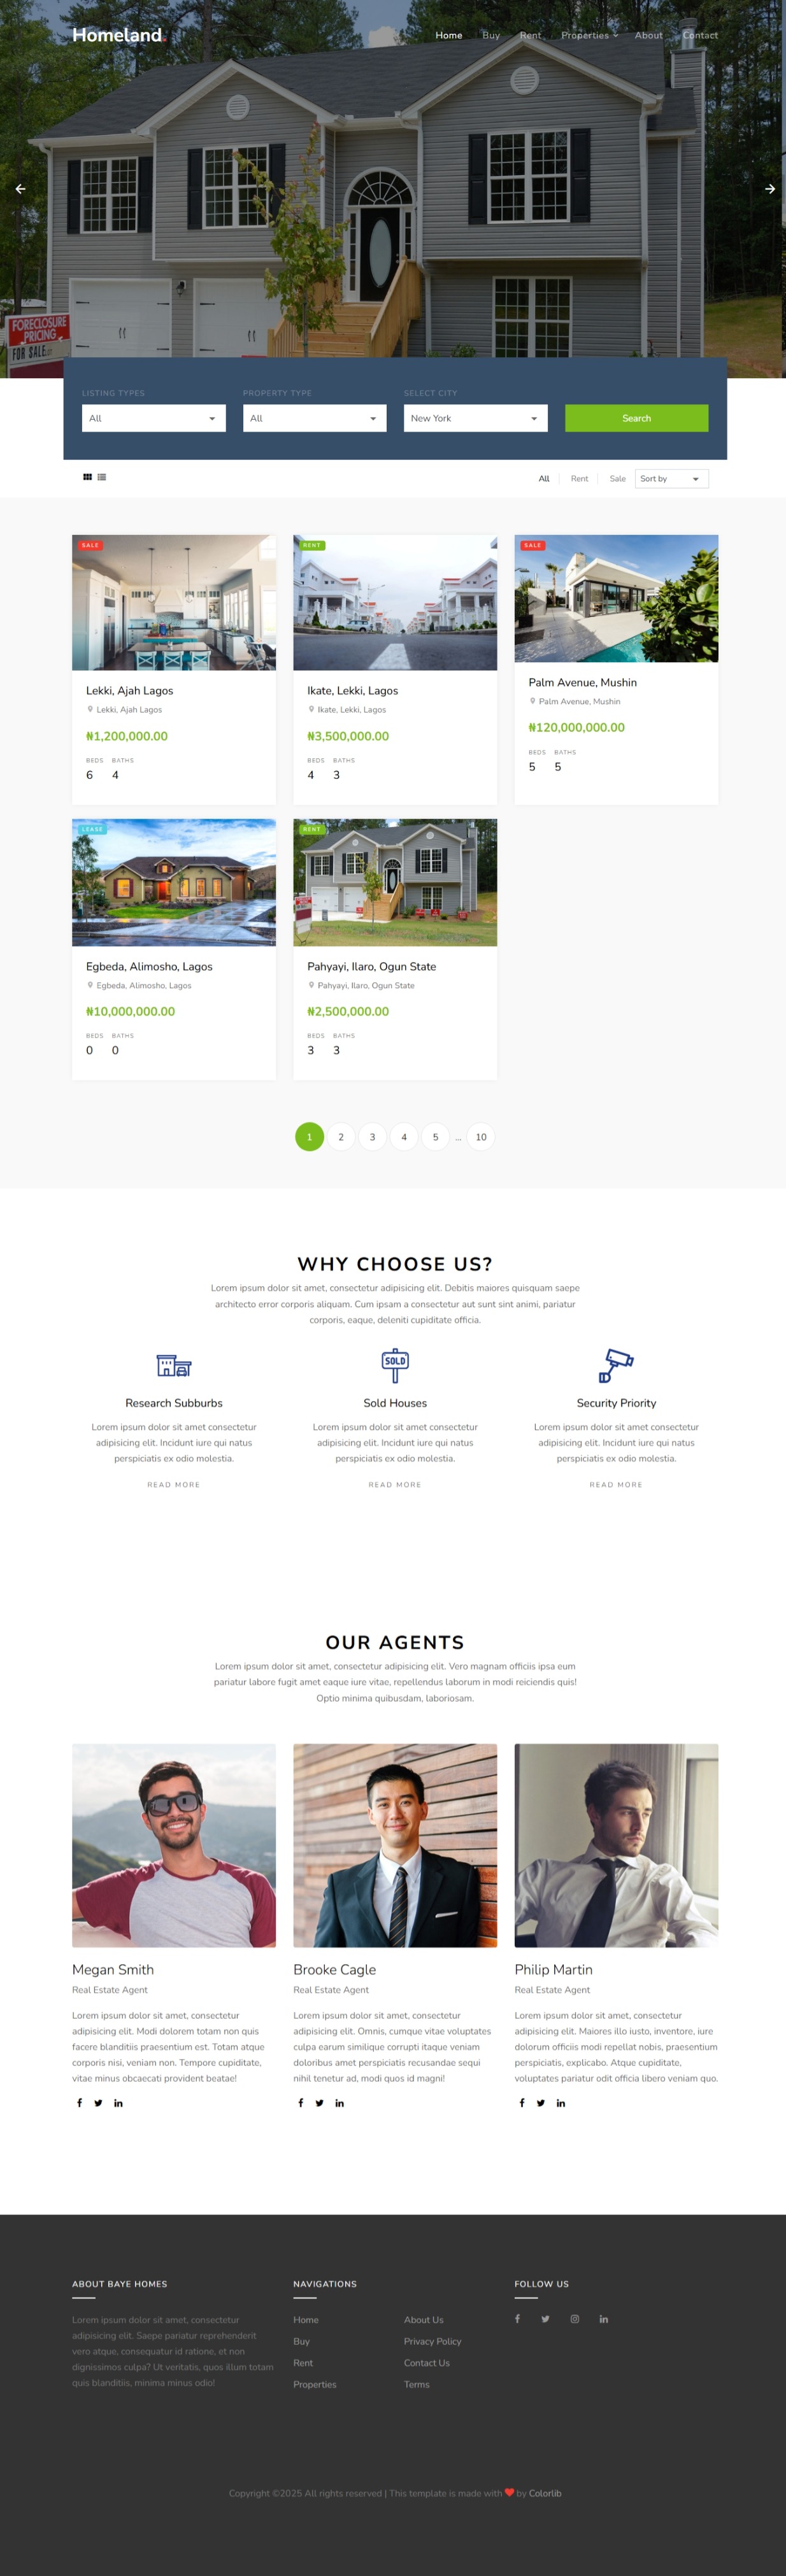 Homeland.
Home Buy Rent Properties About Contact
FORECLOSURE
PRICING
FOR SALE
LISTING TYPES PROPERTY TYPE SELECT CITY
All All New York Search
All Rent Sale Sort by
SALE RENT SALE
Lekki, Ajah Lagos
Lekki, Ajah Lagos
₦1,200,000.00
BEDS BATHS
6 4
Ikate, Lekki, Lagos
Ikate, Lekki, Lagos
₦3,500,000.00
BEDS BATHS
4 3
Palm Avenue, Mushin
Palm Avenue, Mushin
₦120,000,000.00
BEDS BATHS
5 5
LEASE RENT
Egbeda, Alimosho, Lagos
Egbeda, Alimosho, Lagos
₦10,000,000.00
BEDS BATHS
0 0
Pahyayi, Ilaro, Ogun State
Pahyayi, Ilaro, Ogun State
₦2,500,000.00
BEDS BATHS
3 3
1 2 3 4 5 ... 10
WHY CHOOSE US?
Lorem ipsum dolor sit amet, consectetur adipisicing elit. Debitis maiores quisquam saepe
architecto error corporis aliquam. Cum ipsam a consectetur aut sunt sint animi, pariatur
corporis, eaque, deleniti cupiditate officia.
SOLD
Research Subburbs
Lorem ipsum dolor sit amet consectetur
adipisicing elit. Incidunt iure qui natus
perspiciatis ex odio molestia.
READ MORE
Sold Houses
Lorem ipsum dolor sit amet consectetur
adipisicing elit. Incidunt iure qui natus
perspiciatis ex odio molestia.
READ MORE
Security Priority
Lorem ipsum dolor sit amet consectetur
adipisicing elit. Incidunt iure qui natus
perspiciatis ex odio molestia.
READ MORE
OUR AGENTS
Lorem ipsum dolor sit amet, consectetur adipisicing elit. Vero magnam officiis ipsa eum
pariatur labore fugit amet eaque iure vitae, repellendus laborum in modi reiciendis quis!
Optio minima quibusdam, laboriosam.
Megan Smith
Real Estate Agent
Lorem ipsum dolor sit amet, consectetur
adipisicing elit. Modi dolorem totam non quis
facere blanditiis praesentium est. Totam atque
corporis nisi, veniam non. Tempore cupiditate,
vitae minus obcaecati provident beatae!
Brooke Cagle
Real Estate Agent
Lorem ipsum dolor sit amet, consectetur
adipisicing elit. Omnis, cumque vitae voluptates
culpa earum similique corrupti itaque veniam
doloribus amet perspiciatis recusandae sequi
nihil tenetur ad, modi quos id magni!
Philip Martin
Real Estate Agent
Lorem ipsum dolor sit amet, consectetur
adipisicing elit. Maiores illo iusto, inventore, iure
dolorum officiis modi repellat nobis, praesentium
perspiciatis, explicabo. Atque cupiditate,
voluptates pariatur odit officia libero veniam quo.
ABOUT BAYE HOMES
Lorem ipsum dolor sit amet, consectetur
adipisicing elit. Saepe pariatur reprehenderit
vero atque, consequatur id ratione, et non
dignissimos culpa? Ut veritatis, quos illum totam
quis blanditiis, minima minus odio!
NAVIGATIONS
Home
Buy
Rent
Properties
About Us
Privacy Policy
Contact Us
Terms
FOLLOW US
Copyright ©2025 All rights reserved | This template is made with ❤ by Colorlib